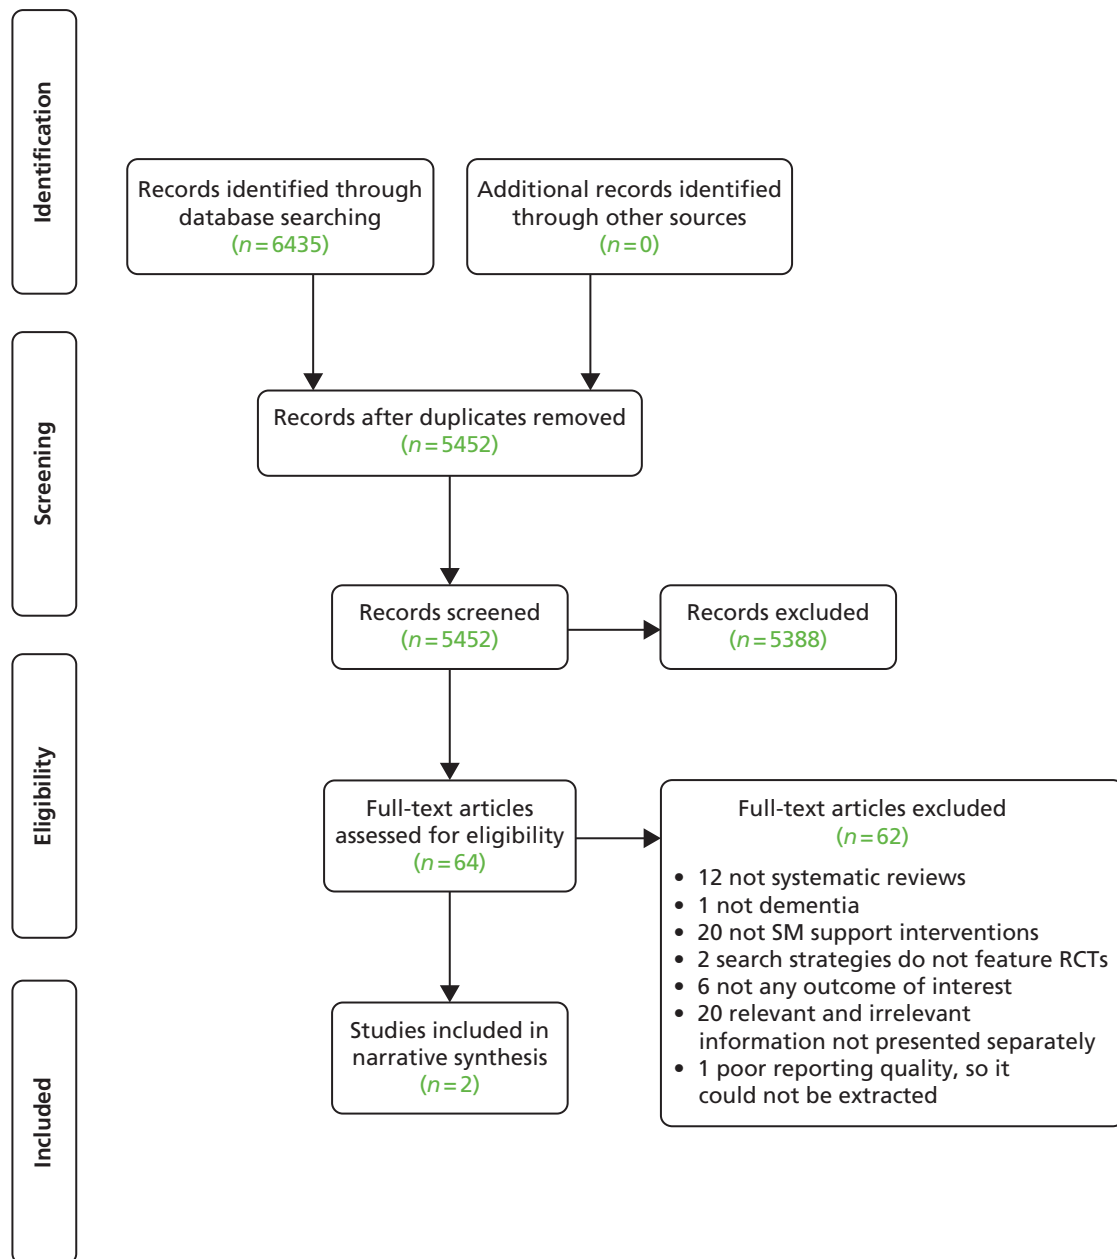 Identification
Records identified through
database searching
(n=6435)
Additional records identified
through other sources
(n=0)
Screening
Records after duplicates removed
(n=5452)
Records screened
(n=5452)
Records excluded
(n=5388)
Eligibility
Full-text articles
assessed for eligibility
(n=64)
Full-text articles excluded
(n=62)
• 12 not systematic reviews
• 1 not dementia
• 20 not SM support interventions
• 2 search strategies do not feature RCTs
• 6 not any outcome of interest
• 20 relevant and irrelevant
information not presented separately
• 1 poor reporting quality, so it
could not be extracted
Included
Studies included in
narrative synthesis
(n=2)